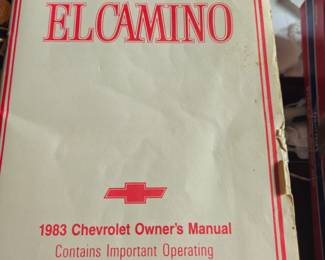 EL CAMINO
1983 Chevrolet Owner's Manual
Contains Important Operating